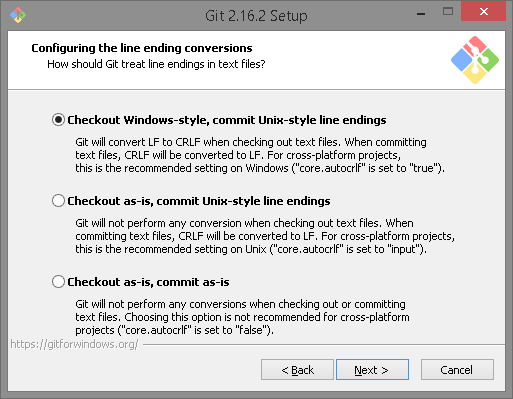 Git 2.16.2 Setup
Configuring the line ending conversions
How should Git treat line endings in text files?
Checkout Windows-style, commit Unix-style line endings
Git will convert LF to CRLF when checking out text files. When committing
text files, CRLF will be converted to LF. For cross-platform projects,
this is the recommended setting on Windows ("core.autocrlf" is set to "true").
Checkout as-is, commit Unix-style line endings
Git will not perform any conversion when checking out text files. When
committing text files, CRLF will be converted to LF. For cross-platform projects,
this is the recommended setting on Unix ("core.autocrlf" is set to "input").
Checkout as-is, commit as-is
Git will not perform any conversions when checking out or committing
text files. Choosing this option is not recommended for cross-platform
projects ("core.autocrlf" is set to "false").
https://gitforwindows.org/
< Back Next > Cancel